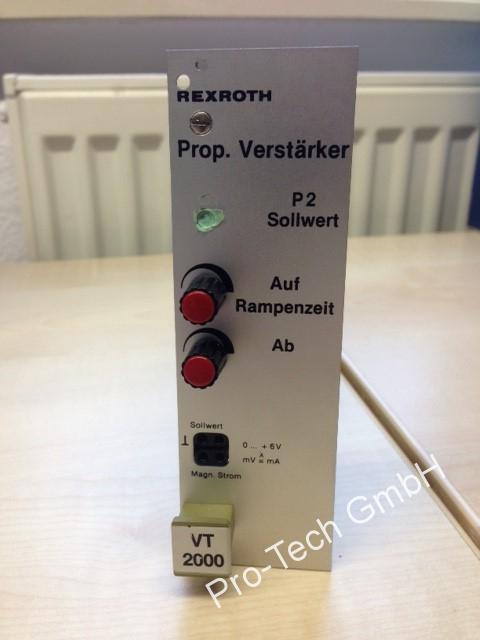 REXROTH
Prop. Verstärker
P2
Sollwert
Auf
Rampenzeit
Ab
Sollwert
⊥ 0 ... + 6V
mV ≙ mA
Magn. Strom
VT
2000
Pro-Tech GmbH